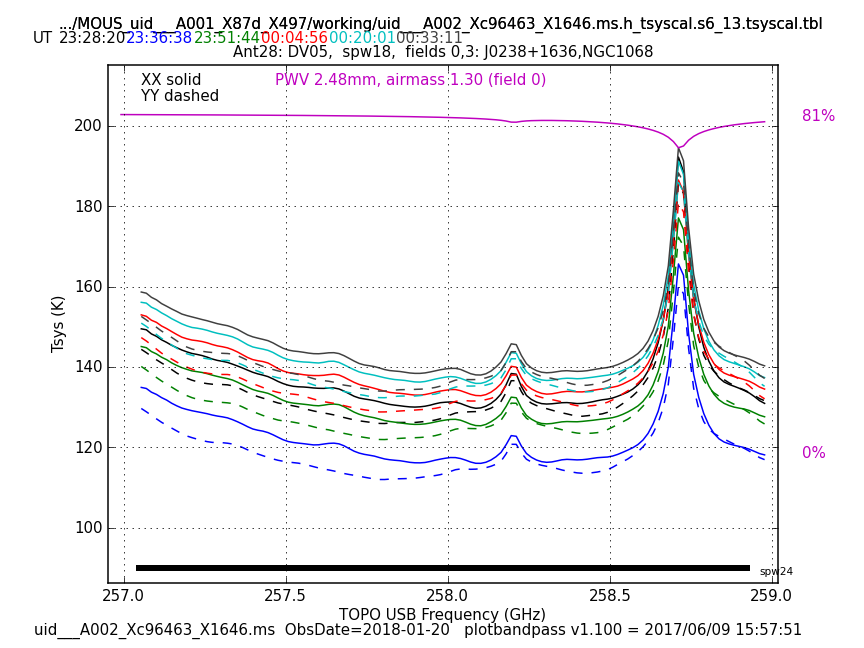 .../MOUS_uid___A001_X87d_X497/working/uid___A002_Xc96463_X1646.ms.h_tsyscal.s6_13.tsyscal.tbl
UT 23:28:20 23:36:38 23:51:44 00:04:56 00:20:01 00:33:11
Ant28: DV05, spw18, fields 0,3: J0238+1636,NGC1068
XX solid
PWV 2.48mm, airmass 1.30 (field 0)
YY dashed
81%
0%
200
180
160
140
120
100
Tsys (K)
spw24
257.0 257.5 258.0 258.5 259.0
TOPO USB Frequency (GHz)
uid___A002_Xc96463_X1646.ms ObsDate=2018-01-20 plotbandpass v1.100 = 2017/06/09 15:57:51